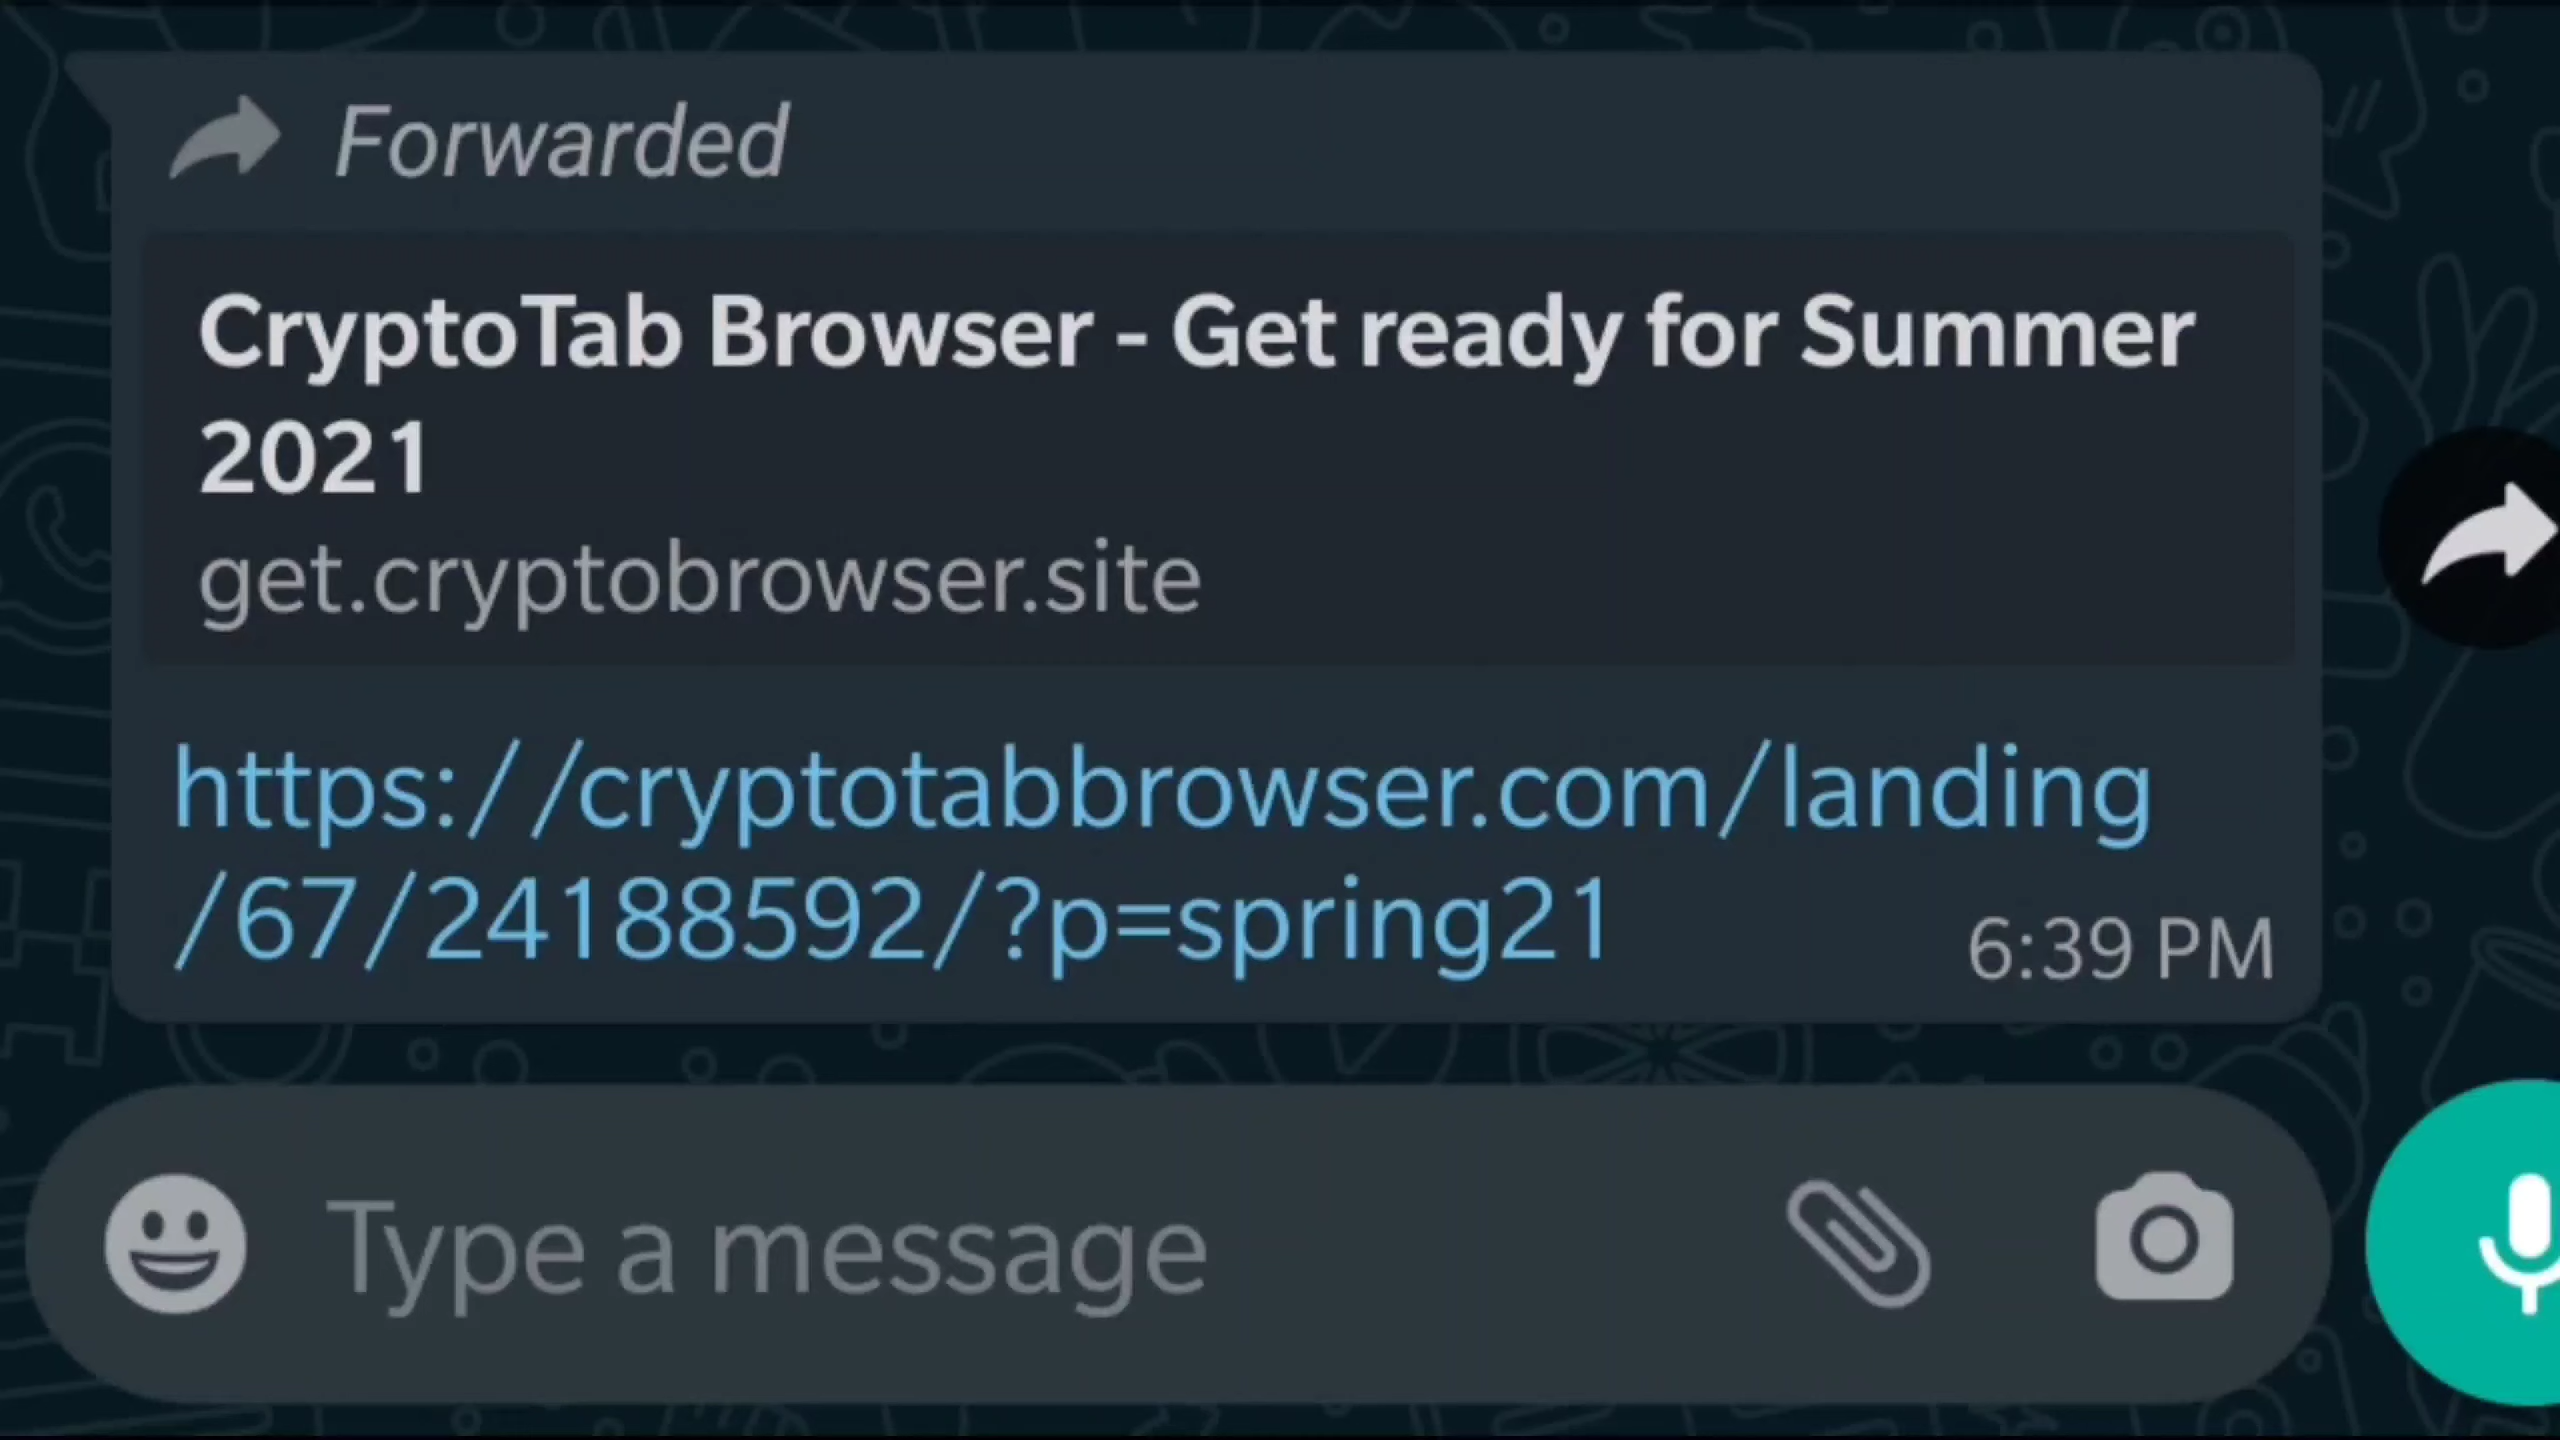 Forwarded
CryptoTab Browser - Get ready for Summer
2021
get.cryptobrowser.site
https://cryptotabbrowser.com/landing
/67/24188592/?p=spring21
6:39 PM
Type a message